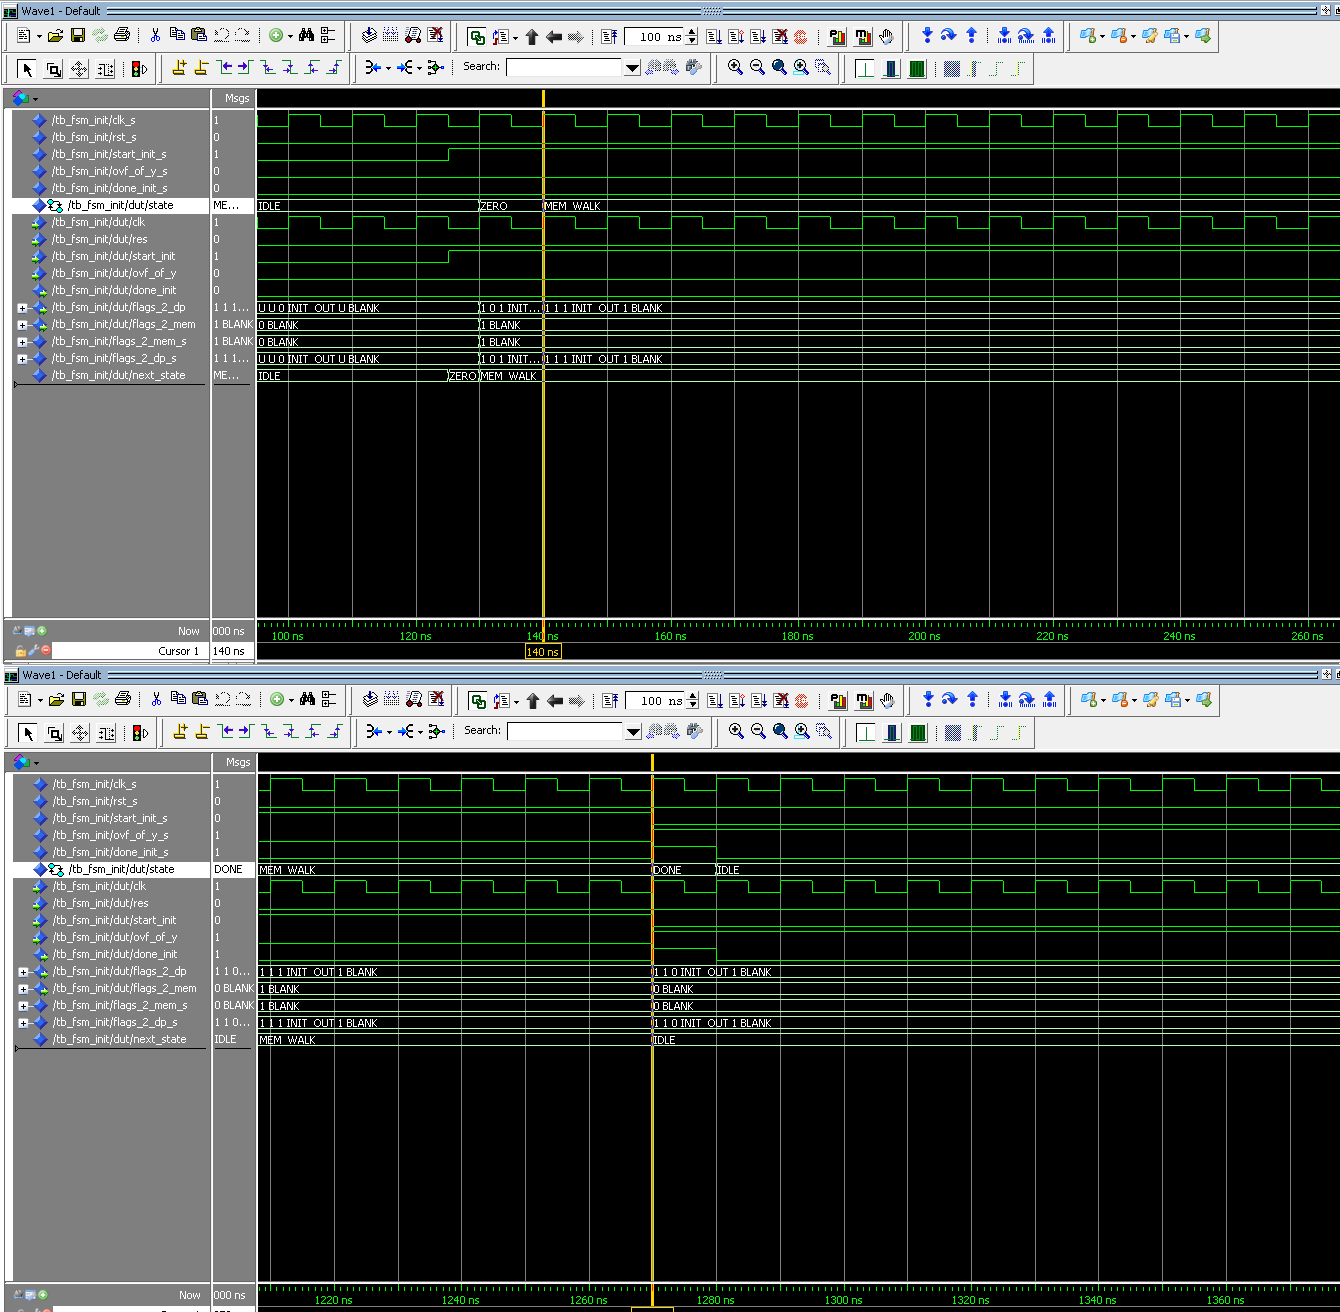 Wave1 - Default
100 ns
Search:
Msgs
/tb_fsm_init/clk_s 1
/tb_fsm_init/rst_s 0
/tb_fsm_init/start_init_s 1
/tb_fsm_init/ovf_of_y_s 0
/tb_fsm_init/done_init_s 0
/tb_fsm_init/dut/state ME... IDLE ZERO MEM_WALK
/tb_fsm_init/dut/clk 1
/tb_fsm_init/dut/res 0
/tb_fsm_init/dut/start_init 1
/tb_fsm_init/dut/ovf_of_y 0
/tb_fsm_init/dut/done_init 0
/tb_fsm_init/dut/flags_2_dp 1 1 1... U U 0 INIT_OUT U BLANK 1 0 1 INIT... 1 1 1 INIT_OUT 1 BLANK
/tb_fsm_init/dut/flags_2_mem 1 BLANK 0 BLANK 1 BLANK
/tb_fsm_init/flags_2_mem_s 1 BLANK 0 BLANK 1 BLANK
/tb_fsm_init/flags_2_dp_s 1 1 1... U U 0 INIT_OUT U BLANK 1 0 1 INIT... 1 1 1 INIT_OUT 1 BLANK
/tb_fsm_init/dut/next_state ME... IDLE ZERO MEM_WALK
Now 000 ns 100 ns 120 ns 140 ns 160 ns 180 ns 200 ns 220 ns 240 ns 260 ns
Cursor 1 140 ns 140 ns
Wave1 - Default
100 ns
Search:
Msgs
/tb_fsm_init/clk_s 1
/tb_fsm_init/rst_s 0
/tb_fsm_init/start_init_s 0
/tb_fsm_init/ovf_of_y_s 1
/tb_fsm_init/done_init_s 1
/tb_fsm_init/dut/state DONE MEM_WALK DONE IDLE
/tb_fsm_init/dut/clk 1
/tb_fsm_init/dut/res 0
/tb_fsm_init/dut/start_init 0
/tb_fsm_init/dut/ovf_of_y 1
/tb_fsm_init/dut/done_init 1
/tb_fsm_init/dut/flags_2_dp 1 1 0... 1 1 1 INIT_OUT 1 BLANK 1 1 0 INIT_OUT 1 BLANK
/tb_fsm_init/dut/flags_2_mem 0 BLANK 1 BLANK 0 BLANK
/tb_fsm_init/flags_2_mem_s 0 BLANK 1 BLANK 0 BLANK
/tb_fsm_init/flags_2_dp_s 1 1 0... 1 1 1 INIT_OUT 1 BLANK 1 1 0 INIT_OUT 1 BLANK
/tb_fsm_init/dut/next_state IDLE MEM_WALK IDLE
Now 000 ns 1220 ns 1240 ns 1260 ns 1280 ns 1300 ns 1320 ns 1340 ns 1360 ns